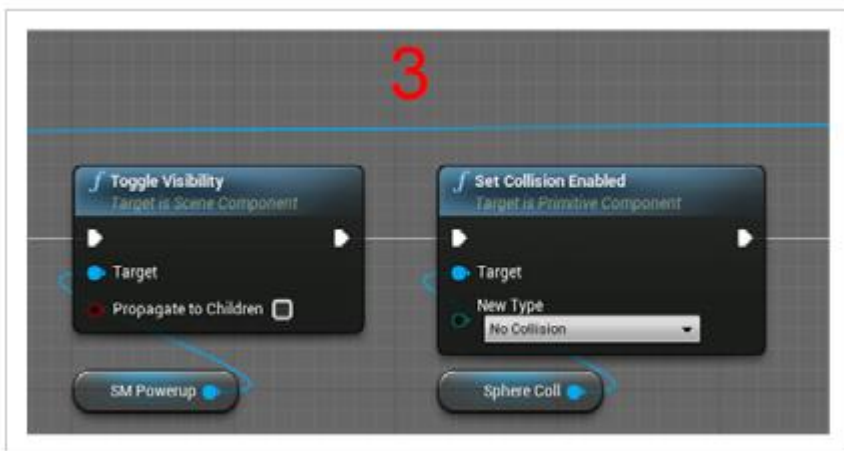 3
f Toggle Visibility
Target is Scene Component
Target
Propagate to Children
SM Powerup
f Set Collision Enabled
Target is Primitive Component
Target
New Type
No Collision
Sphere Coll